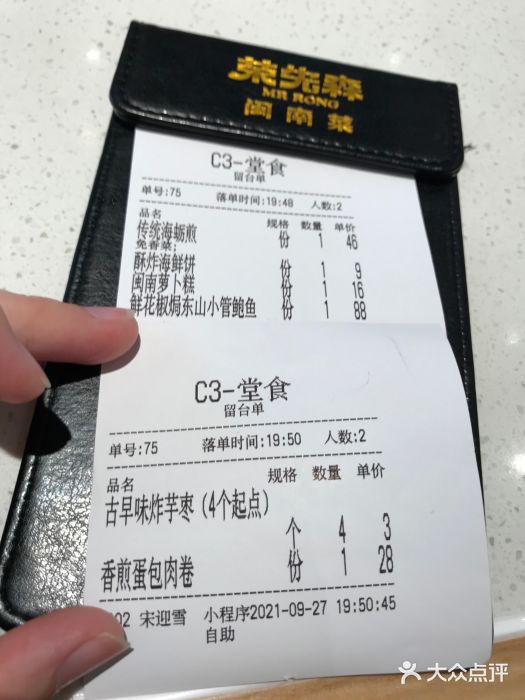 荣先森
MR RONG
闽南菜
C3-堂食
留台单
单号:75 落单时间:19:48 人数:2
品名 规格 数量 单价
传统海蛎煎 份 1 46
免香菜;
酥炸海鲜饼 份 1 9
闽南萝卜糕 份 1 16
鲜花椒焗东山小管鲍鱼 份 1 88
C3-堂食
留台单
单号:75 落单时间:19:50 人数:2
品名 规格 数量 单价
古早味炸芋枣(4个起点)
个 4 3
香煎蛋包肉卷 份 1 28
02 宋迎雪 小程序2021-09-27 19:50:45
自助
大众点评